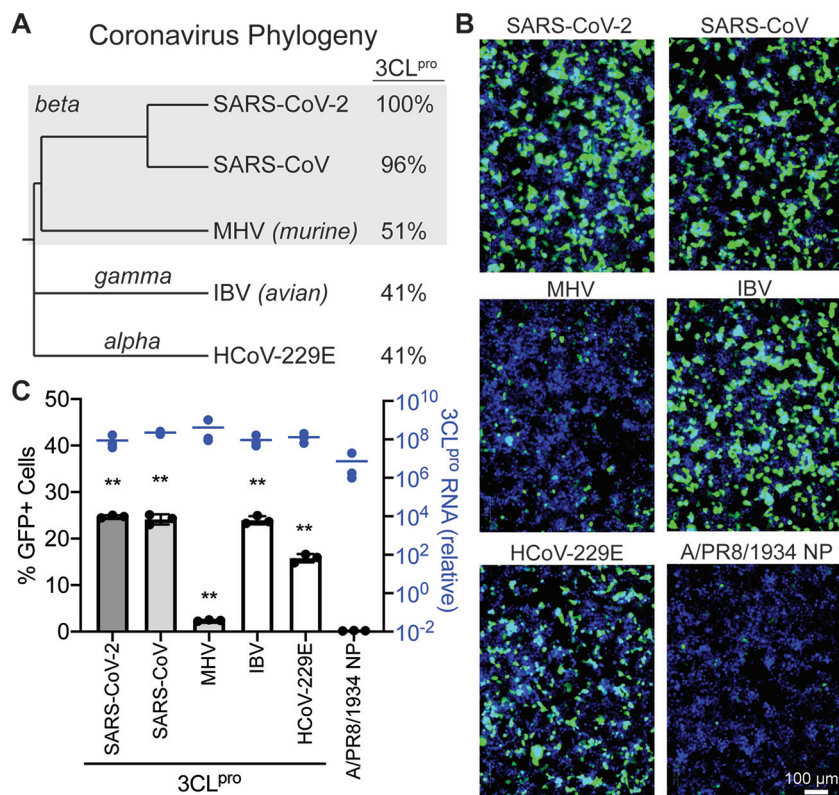 A
Coronavirus Phylogeny
3CLpro
beta
SARS-CoV-2 100%
SARS-CoV 96%
MHV (murine) 51%
gamma
IBV (avian) 41%
alpha
HCoV-229E 41%
B
SARS-CoV-2 SARS-CoV
MHV IBV
HCoV-229E A/PR8/1934 NP
100 µm
C
% GFP+ Cells
50
40
30
20
10
0
** ** ** ** **
10^10
10^8
10^6
10^4
10^2
10^0
10^-2
3CLpro RNA (relative)
SARS-CoV-2
SARS-CoV
MHV
IBV
HCoV-229E
A/PR8/1934 NP
3CLpro